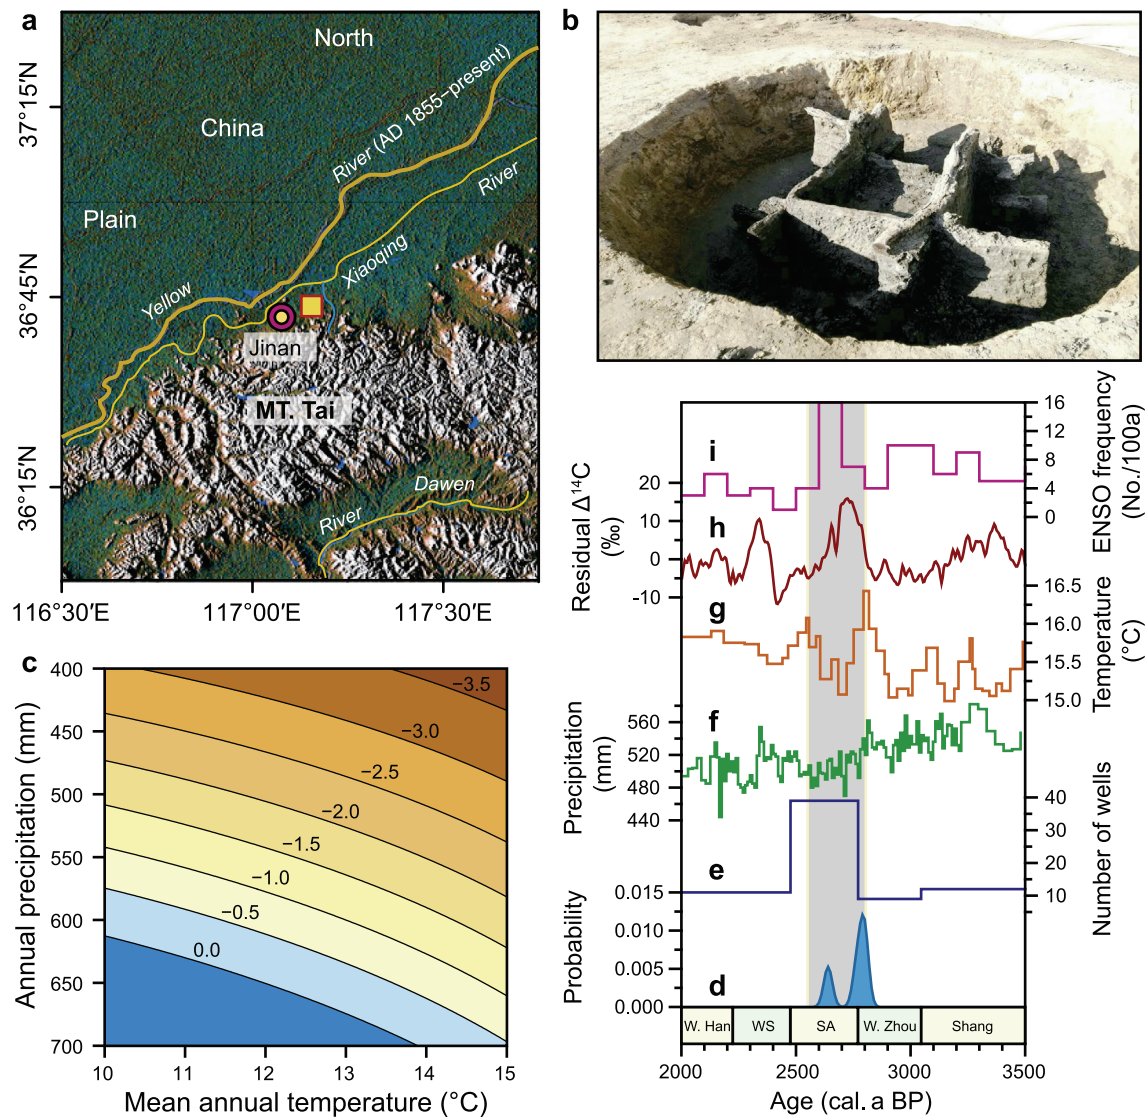 a
North
China
Plain
River (AD 1855–present)
River
Xiaoqing
Yellow
Jinan
MT. Tai
Dawen
River
37°15′N
36°45′N
36°15′N
116°30′E
117°00′E
117°30′E
b
c
400
450
500
550
600
650
700
Annual precipitation (mm)
−3.5
−3.0
−2.5
−2.0
−1.5
−1.0
−0.5
0.0
10
11
12
13
14
15
Mean annual temperature (°C)
i
16
12
8
4
0
ENSO frequency
(No./100a)
h
20
10
0
-10
Residual Δ¹⁴C
(‰)
g
16.5
16.0
15.5
15.0
Temperature
(°C)
f
560
520
480
440
Precipitation
(mm)
e
40
30
20
10
Number of wells
d
0.015
0.010
0.005
0.000
Probability
W. Han
WS
SA
W. Zhou
Shang
2000
2500
3000
3500
Age (cal. a BP)